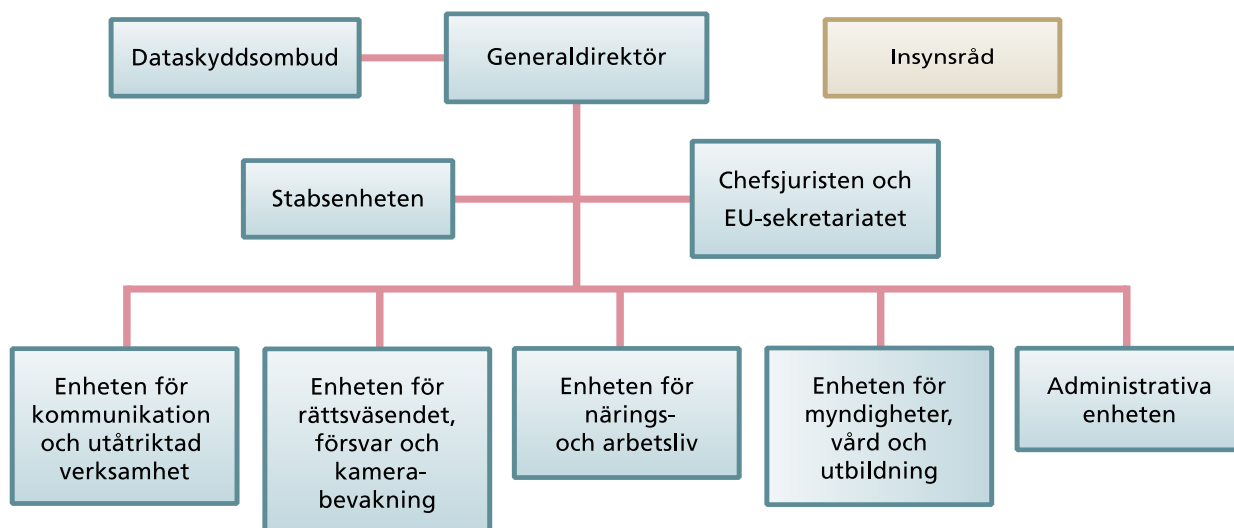 Dataskyddsombud
Generaldirektör
Insynsråd
Stabsenheten
Chefsjuristen och
EU-sekretariatet
Enheten för
kommunikation
och utåtriktad
verksamhet
Enheten för
rättsväsendet,
försvar och
kamera-
bevakning
Enheten för
närings-
och arbetsliv
Enheten för
myndigheter,
vård och
utbildning
Administrativa
enheten